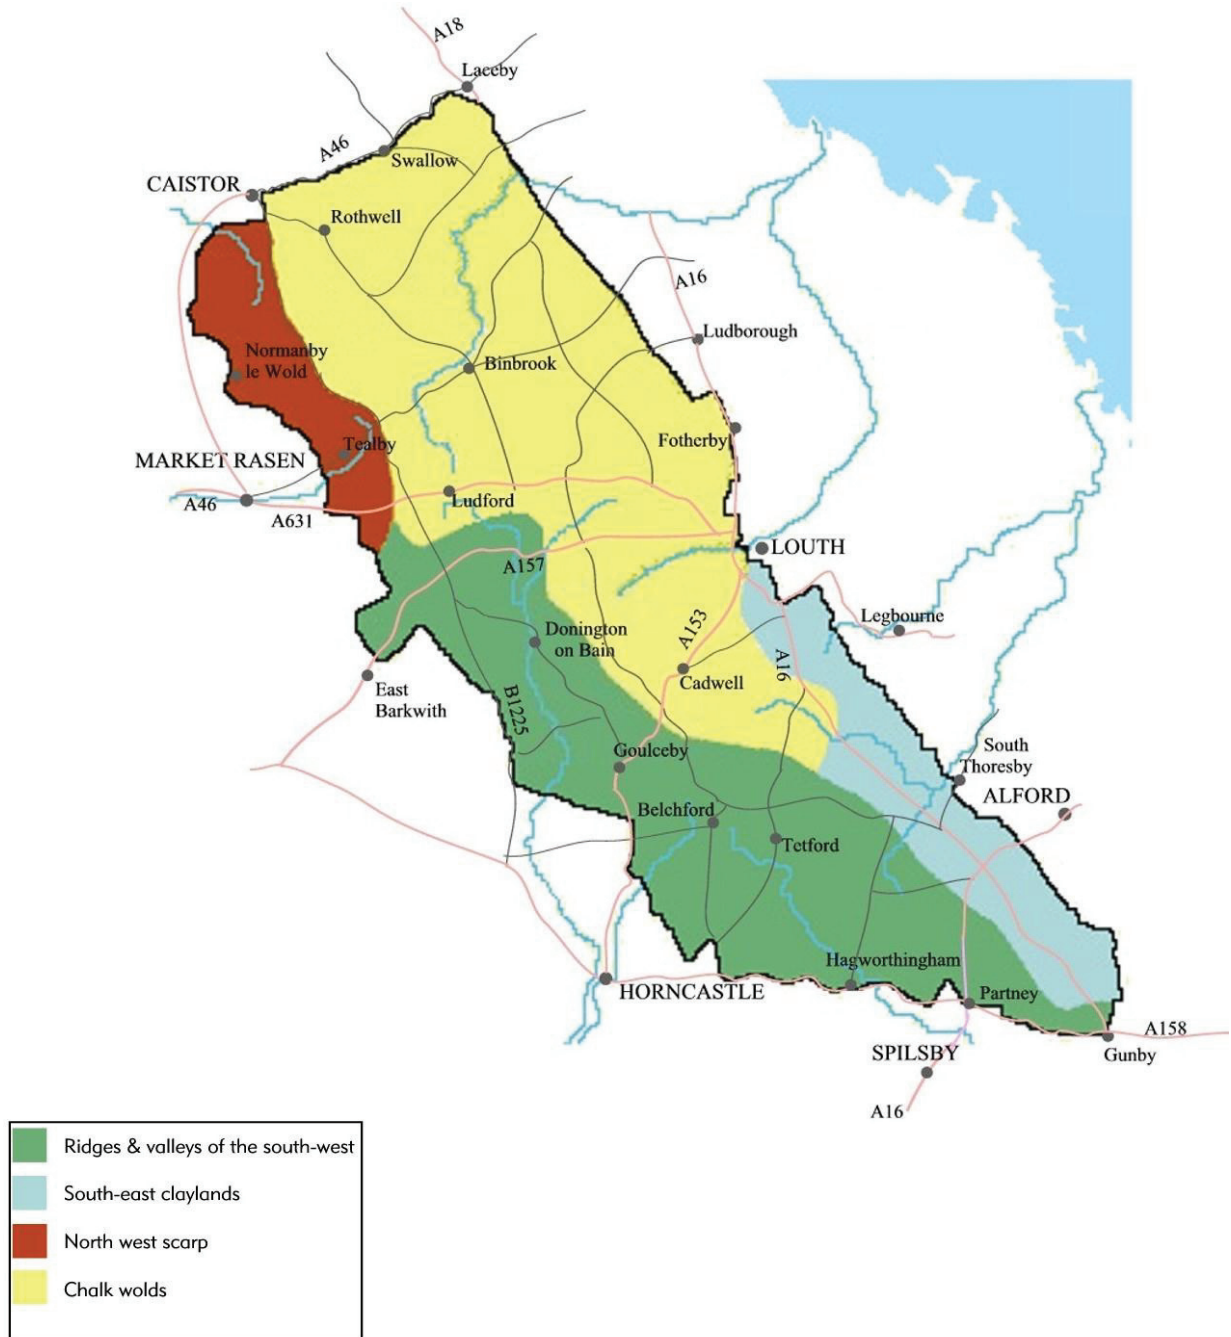 A18
Laceby
A46
Swallow
CAISTOR
Rothwell
A16
Ludborough
Normanby
le Wold
Binbrook
Fotherby
Tealby
MARKET RASEN
A46
A631
Ludford
LOUTH
A157
Legbourne
Donington
on Bain
A153
A16
Cadwell
East
Barkwith
B1225
Goulceby
South
Thoresby
ALFORD
Belchford
Tetford
Hagworthingham
HORNCASTLE
Partney
A158
SPILSBY
Gunby
A16
Ridges & valleys of the south-west
South-east claylands
North west scarp
Chalk wolds